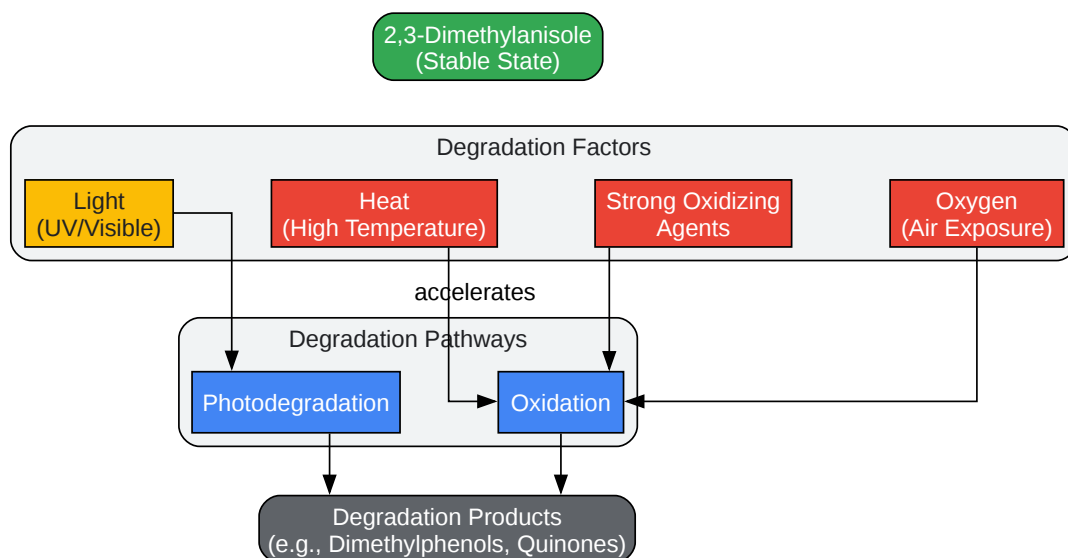 2,3-Dimethylanisole
(Stable State)
Degradation Factors
Light
(UV/Visible)
Heat
(High Temperature)
Strong Oxidizing
Agents
Oxygen
(Air Exposure)
accelerates
Degradation Pathways
Photodegradation
Oxidation
Degradation Products
(e.g., Dimethylphenols, Quinones)